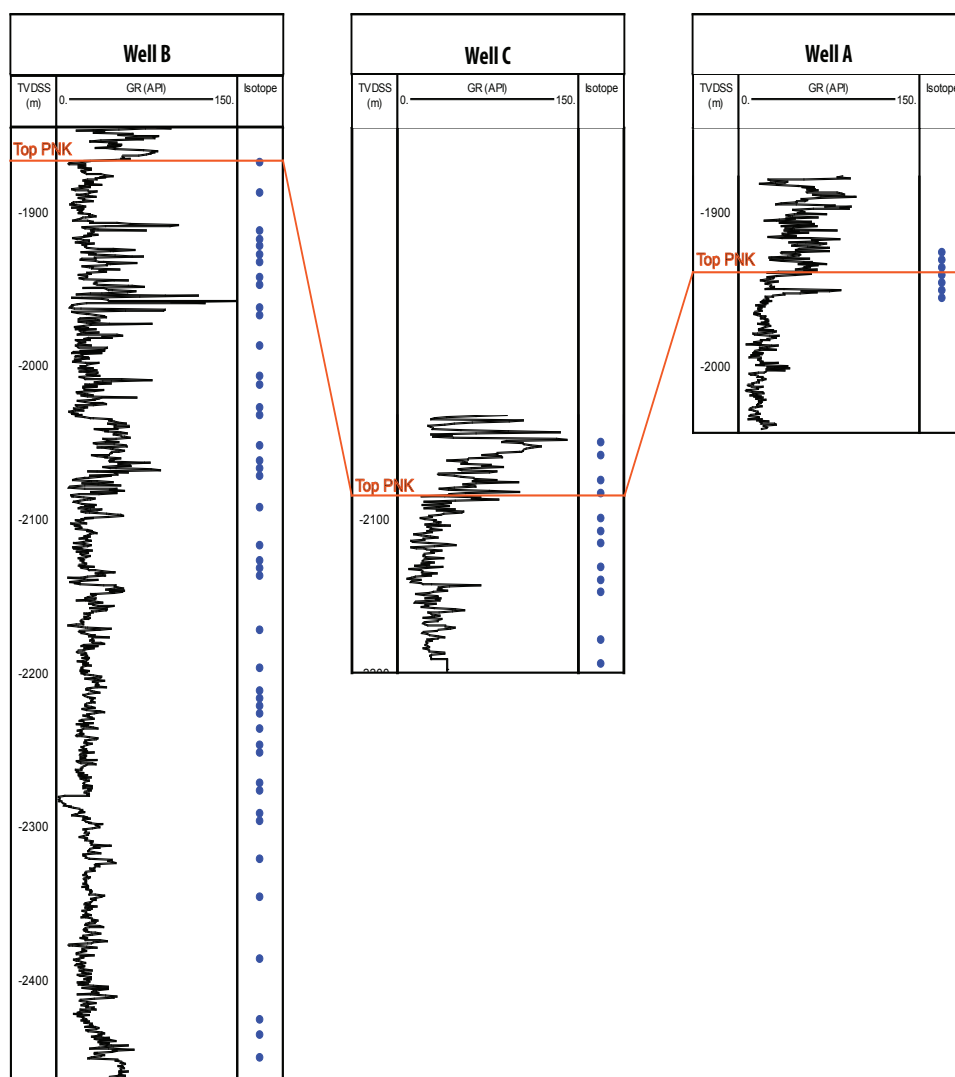 Well B
TVDSS (m) 0. GR (API) 150. Isotope
Top PNK
-1900
-2000
-2100
-2200
-2300
-2400
Well C
TVDSS (m) 0. GR (API) 150. Isotope
Top PNK
-2100
Well A
TVDSS (m) 0. GR (API) 150. Isotope
-1900
Top PNK
-2000